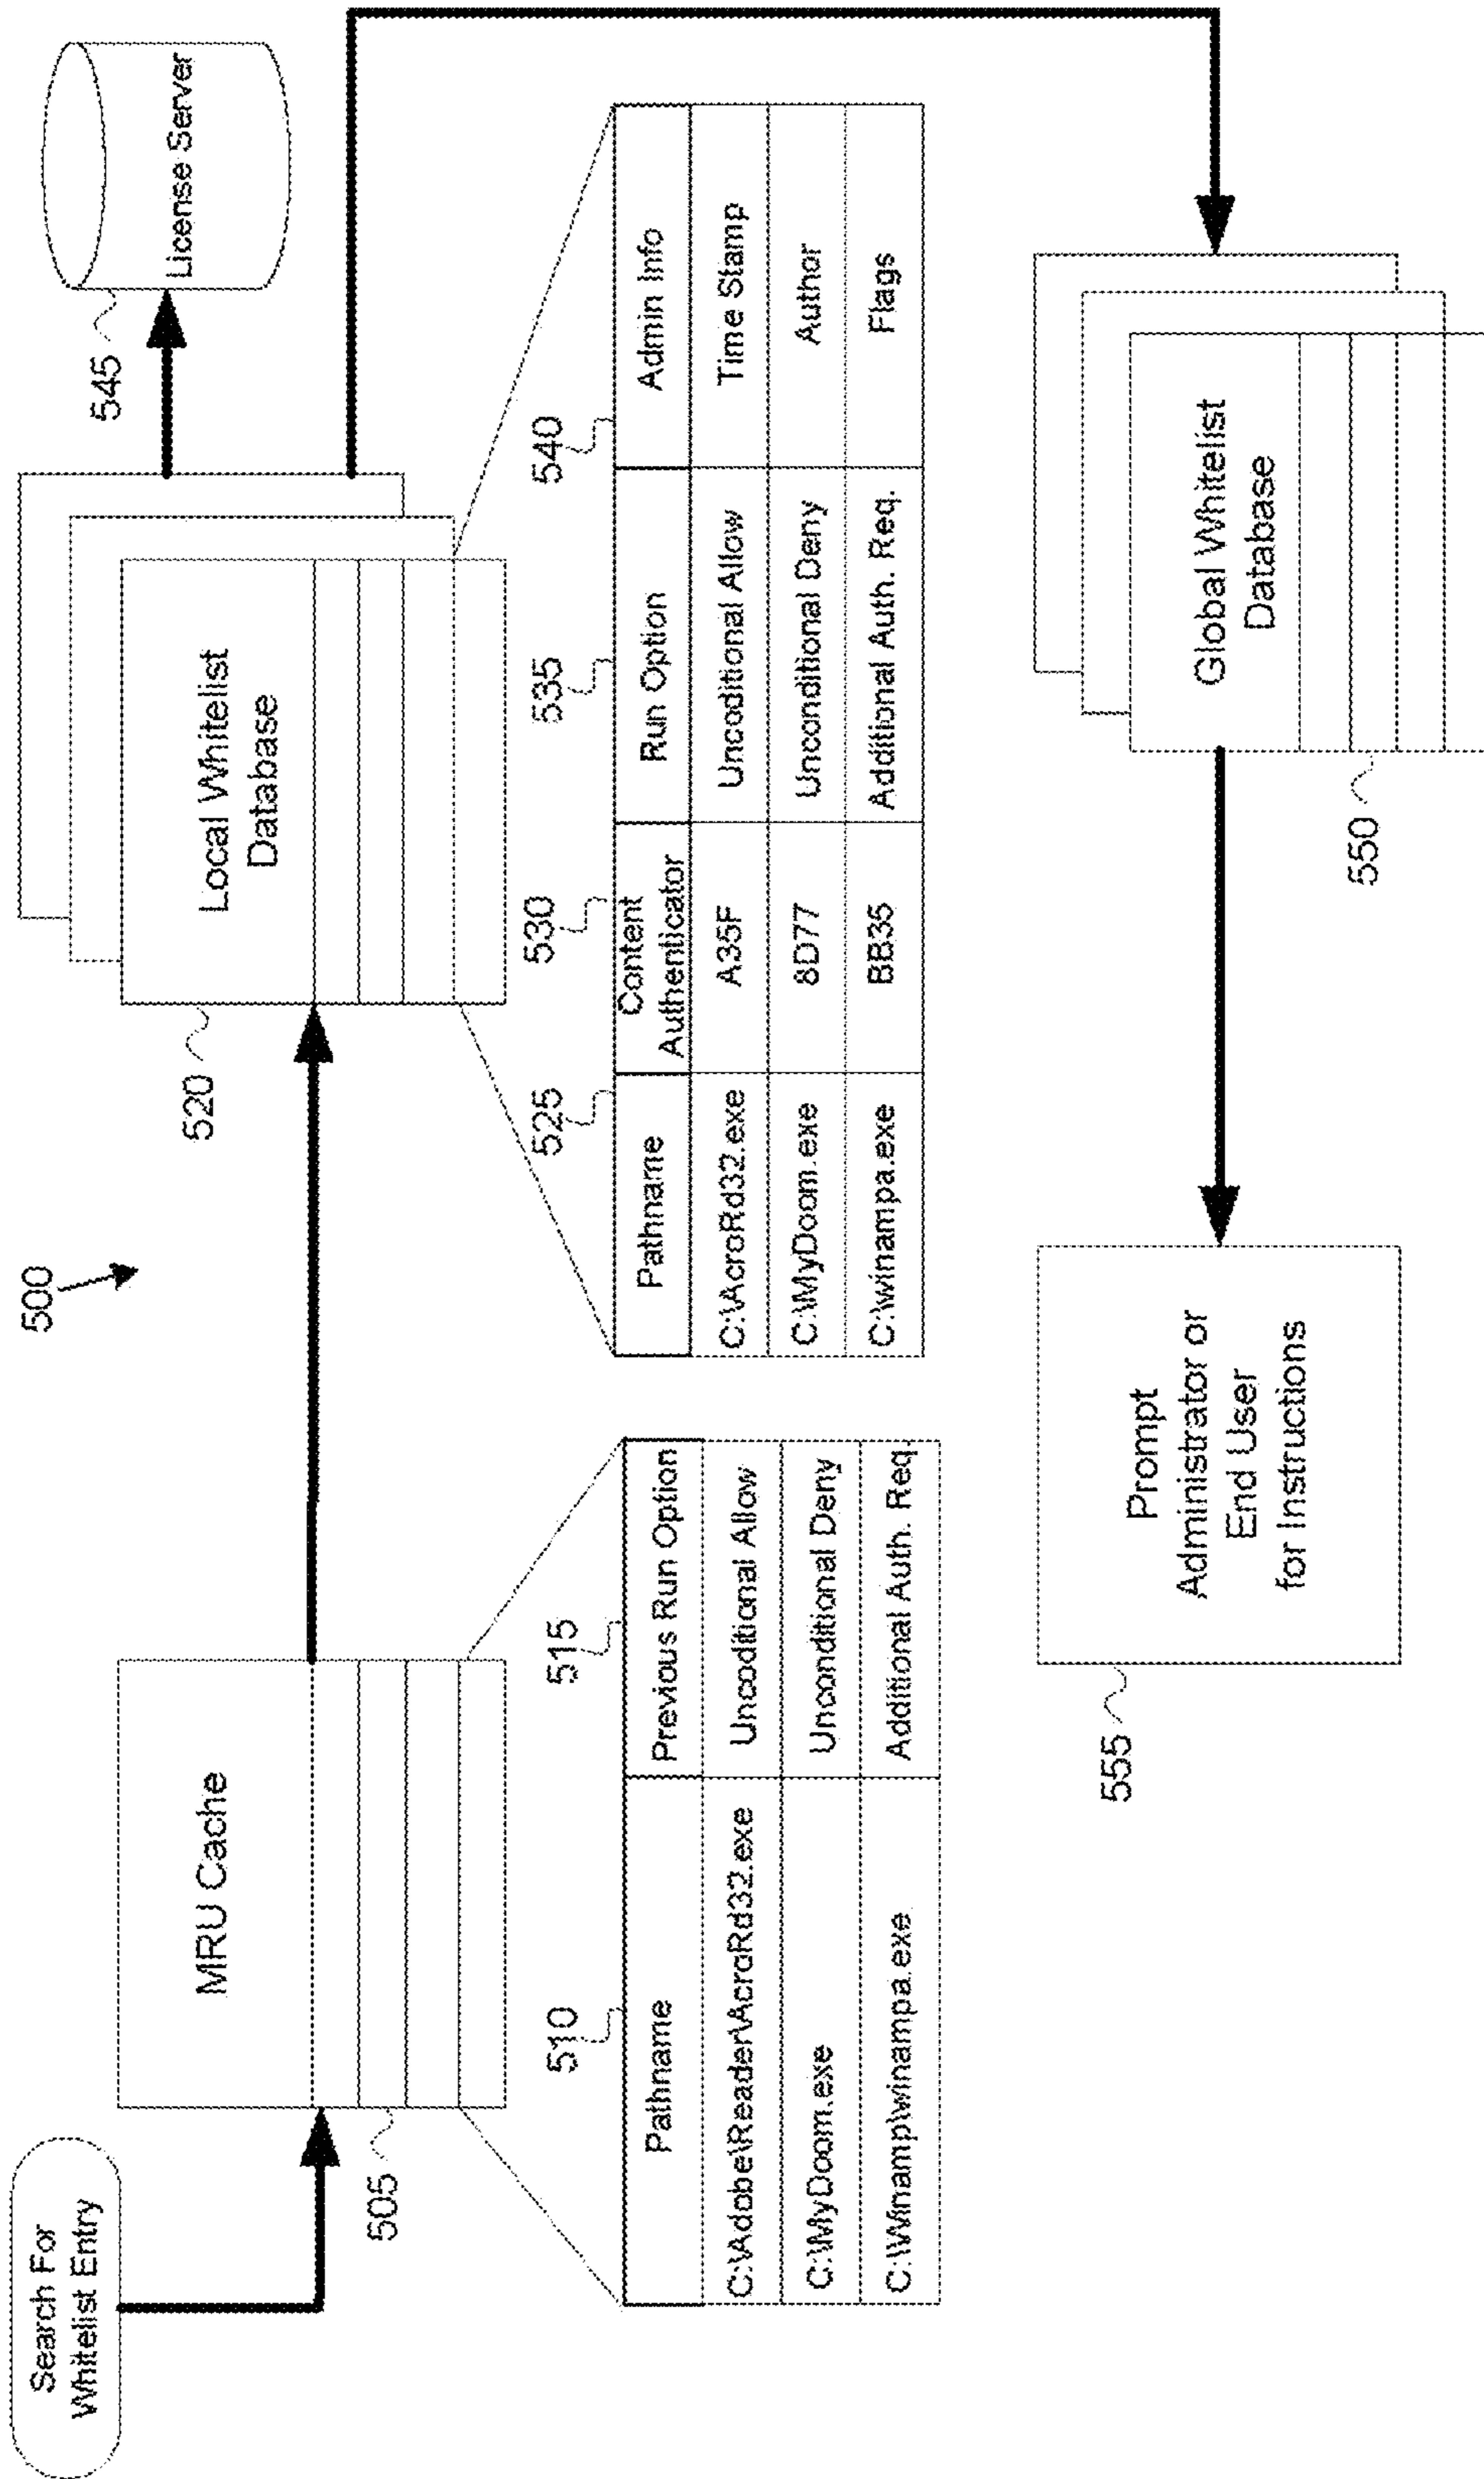 500
Search For
Whitelist Entry
MRU Cache
505
Local Whitelist
Database
520
License Server
545
510
515
Pathname
Previous Run Option
C:\Adobe\Reader\AcroRd32.exe
Uncoditional Allow
C:\MyDoom.exe
Unconditional Deny
C:\Winamp\winampa.exe
Additional Auth. Req.
525
530
535
540
Pathname
Content
Authenticator
Run Option
Admin Info
C:\AcroRd32.exe
A35F
Uncoditional Allow
Time Stamp
C:\MyDoom.exe
8D77
Unconditional Deny
Author
C:\winampa.exe
BB35
Additional Auth. Req.
Flags
Prompt
Administrator or
End User
for Instructions
555
Global Whitelist
Database
550